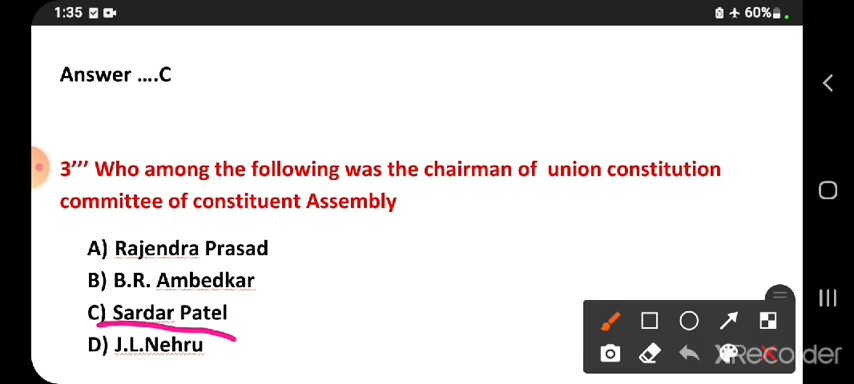 1:35 60%
Answer ....C
3’’’ Who among the following was the chairman of union constitution
committee of constituent Assembly
A) Rajendra Prasad
B) B.R. Ambedkar
C) Sardar Patel
D) J.L.Nehru
XRecorder